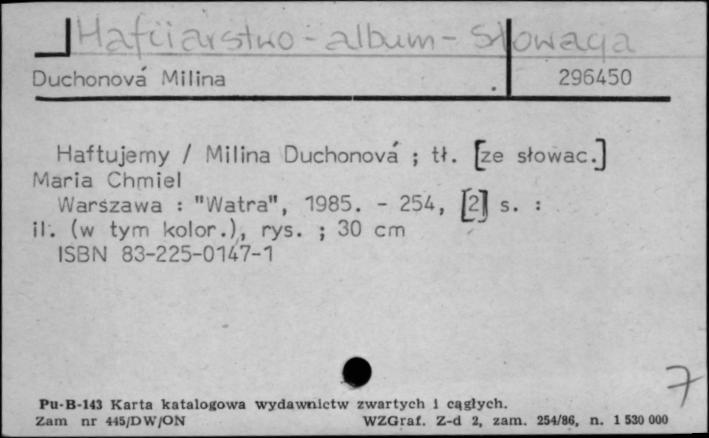 Hafciarstwo - album - Słowacja
Duchonová Milina 296450
Haftujemy / Milina Duchonová ; tł. [ze słowac.]
Maria Chmiel
Warszawa : "Watra", 1985. - 254, [2] s. :
il. (w tym kolor.), rys. ; 30 cm
ISBN 83-225-0147-1
7
Pu-B-143 Karta katalogowa wydawnictw zwartych i cągłych.
Zam nr 445/DW/ON WZGraf. Z-d 2, zam. 254/86, n. 1 530 000